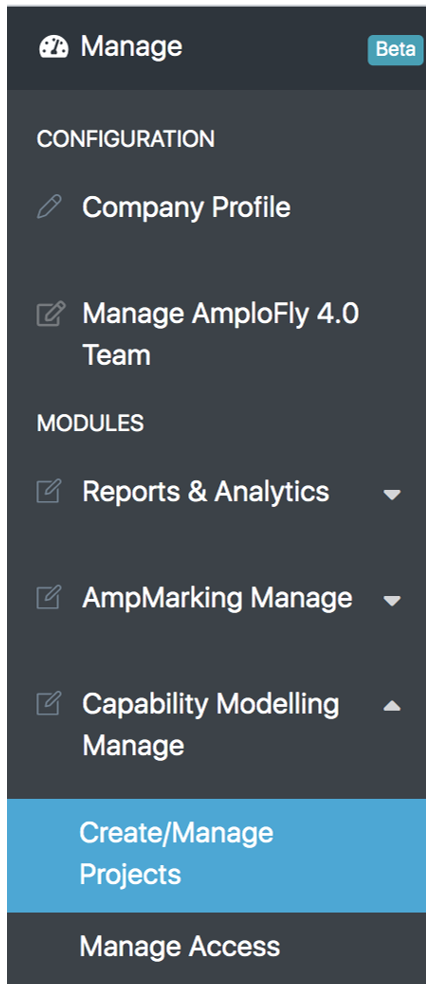 Manage
Beta
CONFIGURATION
Company Profile
Manage AmploFly 4.0
Team
MODULES
Reports & Analytics
AmpMarking Manage
Capability Modelling
Manage
Create/Manage
Projects
Manage Access